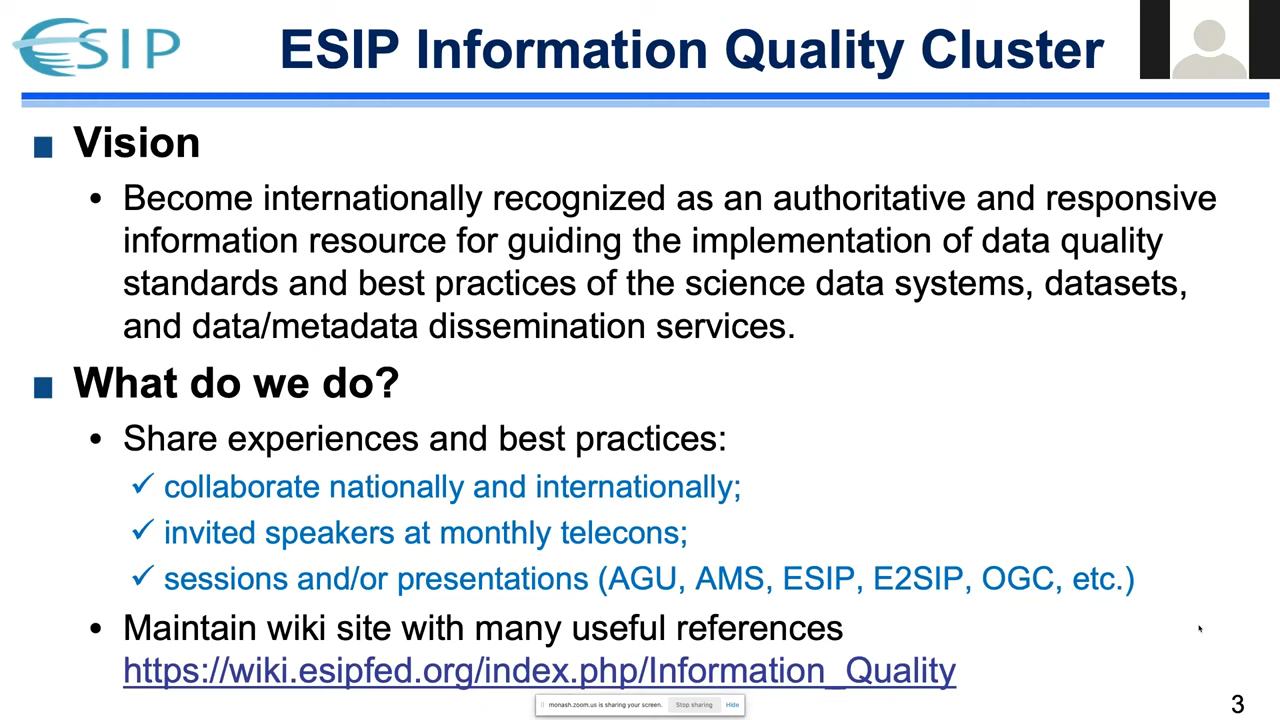 ESIP
ESIP Information Quality Cluster
Vision
• Become internationally recognized as an authoritative and responsive
information resource for guiding the implementation of data quality
standards and best practices of the science data systems, datasets,
and data/metadata dissemination services.
What do we do?
• Share experiences and best practices:
✓ collaborate nationally and internationally;
✓ invited speakers at monthly telecons;
✓ sessions and/or presentations (AGU, AMS, ESIP, E2SIP, OGC, etc.)
• Maintain wiki site with many useful references
https://wiki.esipfed.org/index.php/Information_Quality
monash.zoom.us is sharing your screen. Stop sharing Hide
3